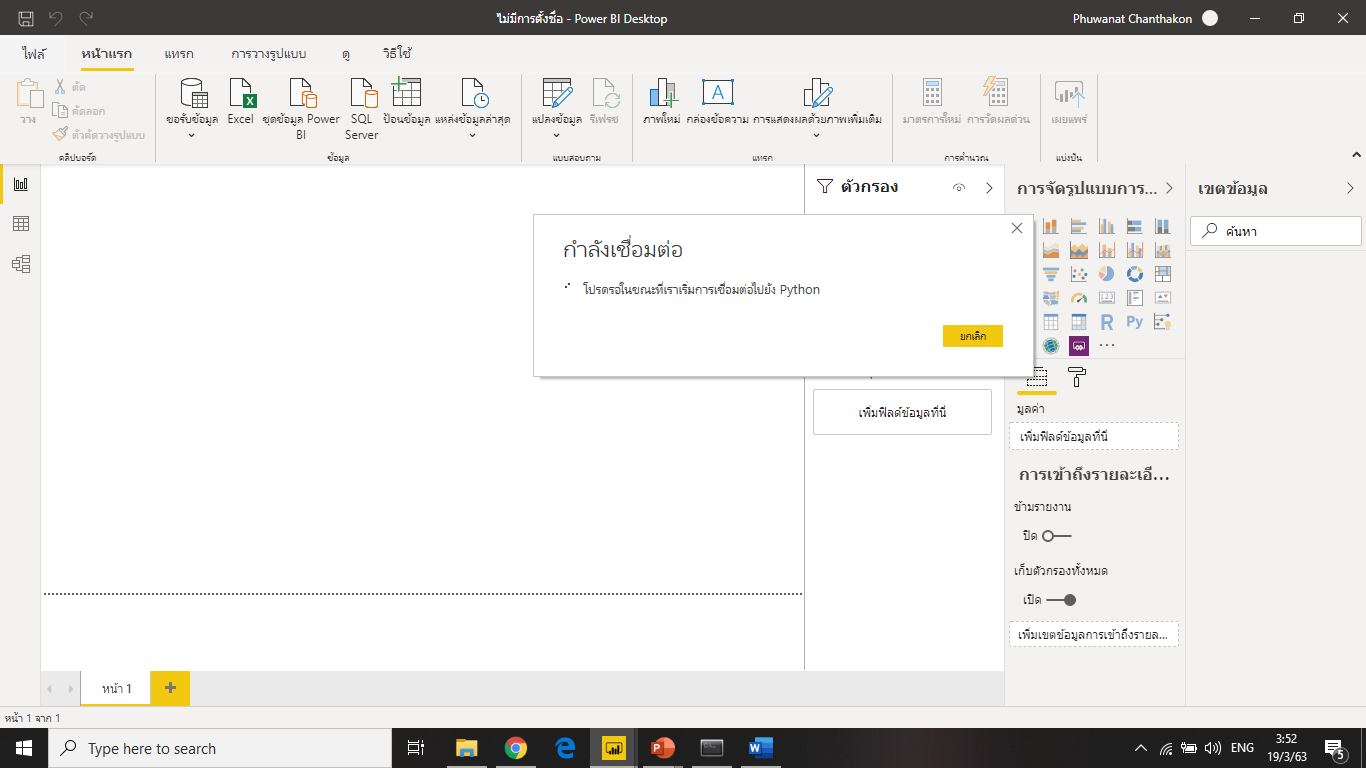 ไม่มีการตั้งชื่อ - Power BI Desktop
Phuwanat Chanthakon
ไฟล์
หน้าแรก
แทรก
การวางรูปแบบ
ดู
วิธีใช้
วาง
ตัด
คัดลอก
ตัวคัดวางรูปแบบ
คลิปบอร์ด
ขอรับข้อมูล
Excel
ชุดข้อมูล Power BI
SQL Server
ป้อนข้อมูล
แหล่งข้อมูลล่าสุด
ข้อมูล
แปลงข้อมูล
รีเฟรช
แบบสอบถาม
ภาพใหม่
กล่องข้อความ
การแสดงผลด้วยภาพเพิ่มเติม
แทรก
มาตรการใหม่
การวัดผลด่วน
การคำนวณ
เผยแพร่
แบ่งปัน
ตัวกรอง
การจัดรูปแบบการ...
เขตข้อมูล
ค้นหา
กำลังเชื่อมต่อ
โปรดรอในขณะที่เราเริ่มการเชื่อมต่อไปยัง Python
ยกเลิก
R
Py
เพิ่มฟิลด์ข้อมูลที่นี่
มูลค่า
เพิ่มฟิลด์ข้อมูลที่นี่
การเข้าถึงรายละเอี...
ข้ามรายงาน
ปิด
เก็บตัวกรองทั้งหมด
เปิด
เพิ่มเขตข้อมูลการเข้าถึงรายล...
หน้า 1
หน้า 1 จาก 1
Type here to search
ENG
3:52
19/3/63
5